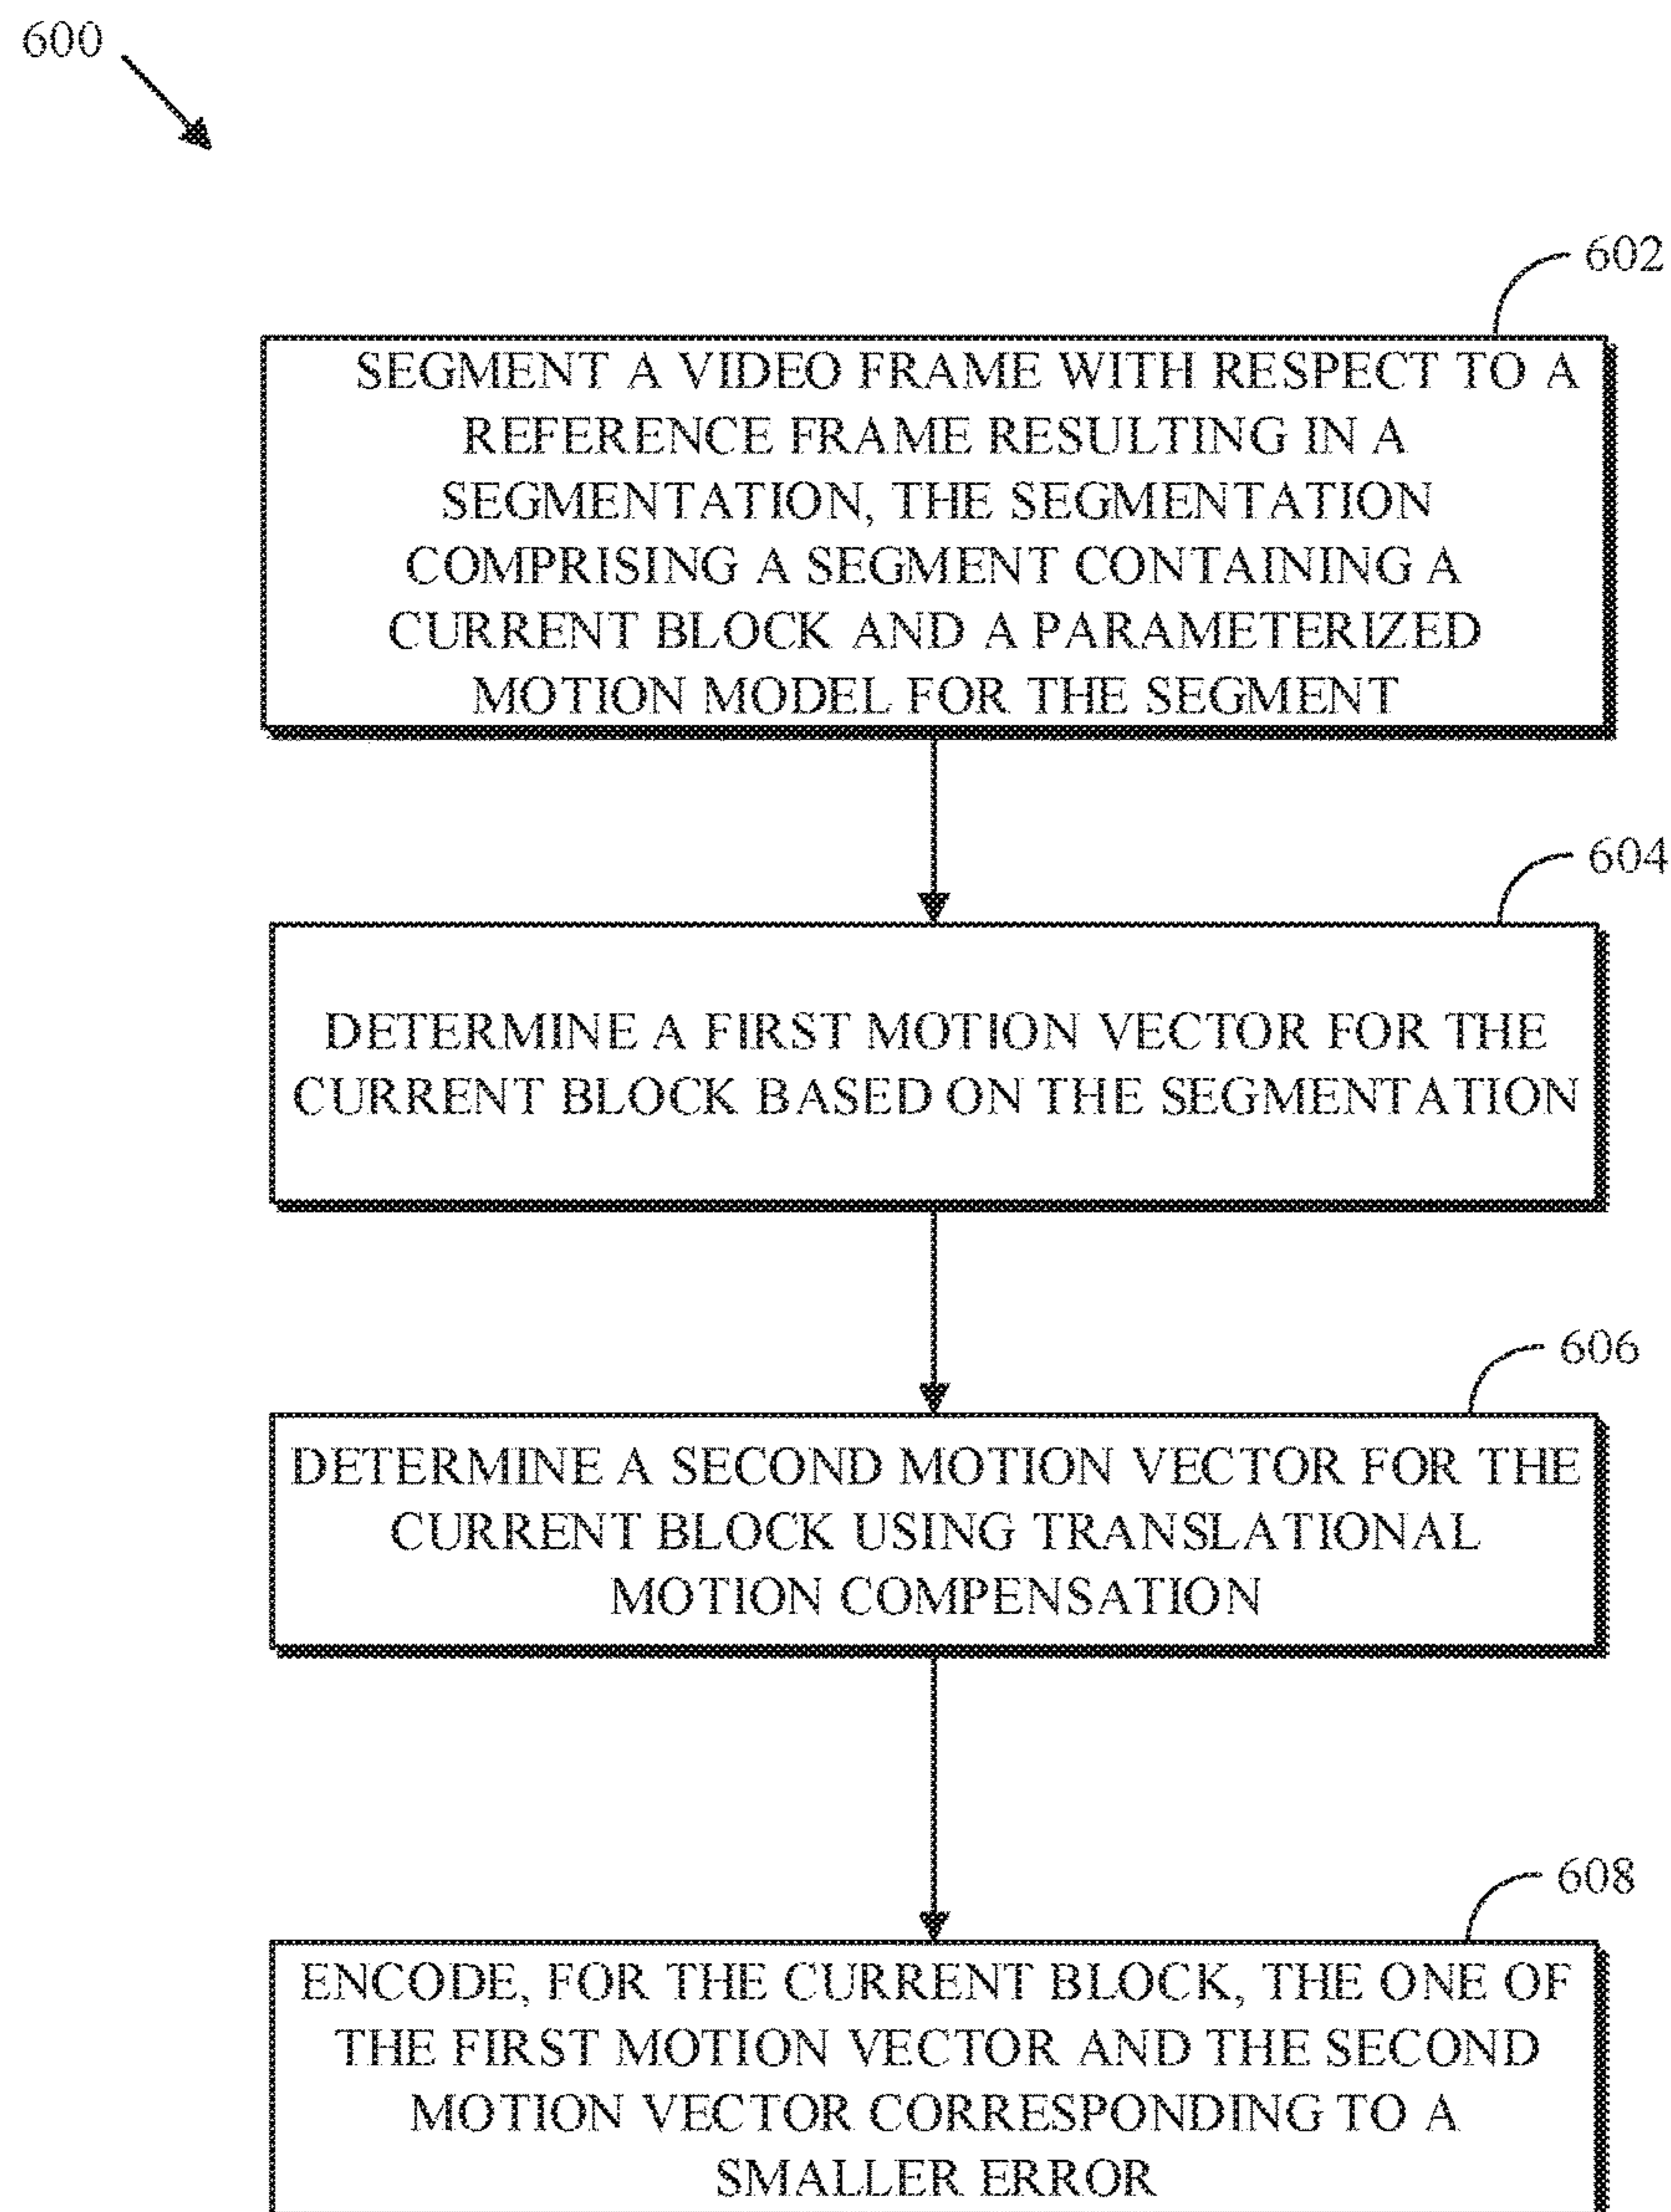 600
602
SEGMENT A VIDEO FRAME WITH RESPECT TO A
REFERENCE FRAME RESULTING IN A
SEGMENTATION, THE SEGMENTATION
COMPRISING A SEGMENT CONTAINING A
CURRENT BLOCK AND A PARAMETERIZED
MOTION MODEL FOR THE SEGMENT
604
DETERMINE A FIRST MOTION VECTOR FOR THE
CURRENT BLOCK BASED ON THE SEGMENTATION
606
DETERMINE A SECOND MOTION VECTOR FOR THE
CURRENT BLOCK USING TRANSLATIONAL
MOTION COMPENSATION
608
ENCODE, FOR THE CURRENT BLOCK, THE ONE OF
THE FIRST MOTION VECTOR AND THE SECOND
MOTION VECTOR CORRESPONDING TO A
SMALLER ERROR